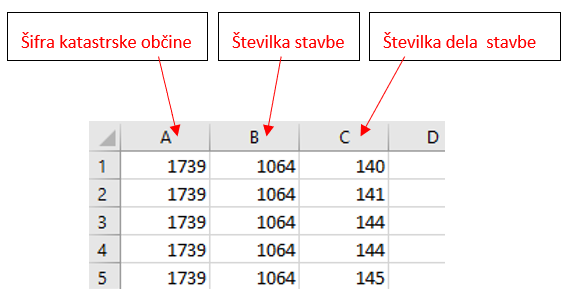 Šifra katastrske občine
Številka stavbe
Številka dela stavbe
A B C D
1 1739 1064 140
2 1739 1064 141
3 1739 1064 144
4 1739 1064 144
5 1739 1064 145